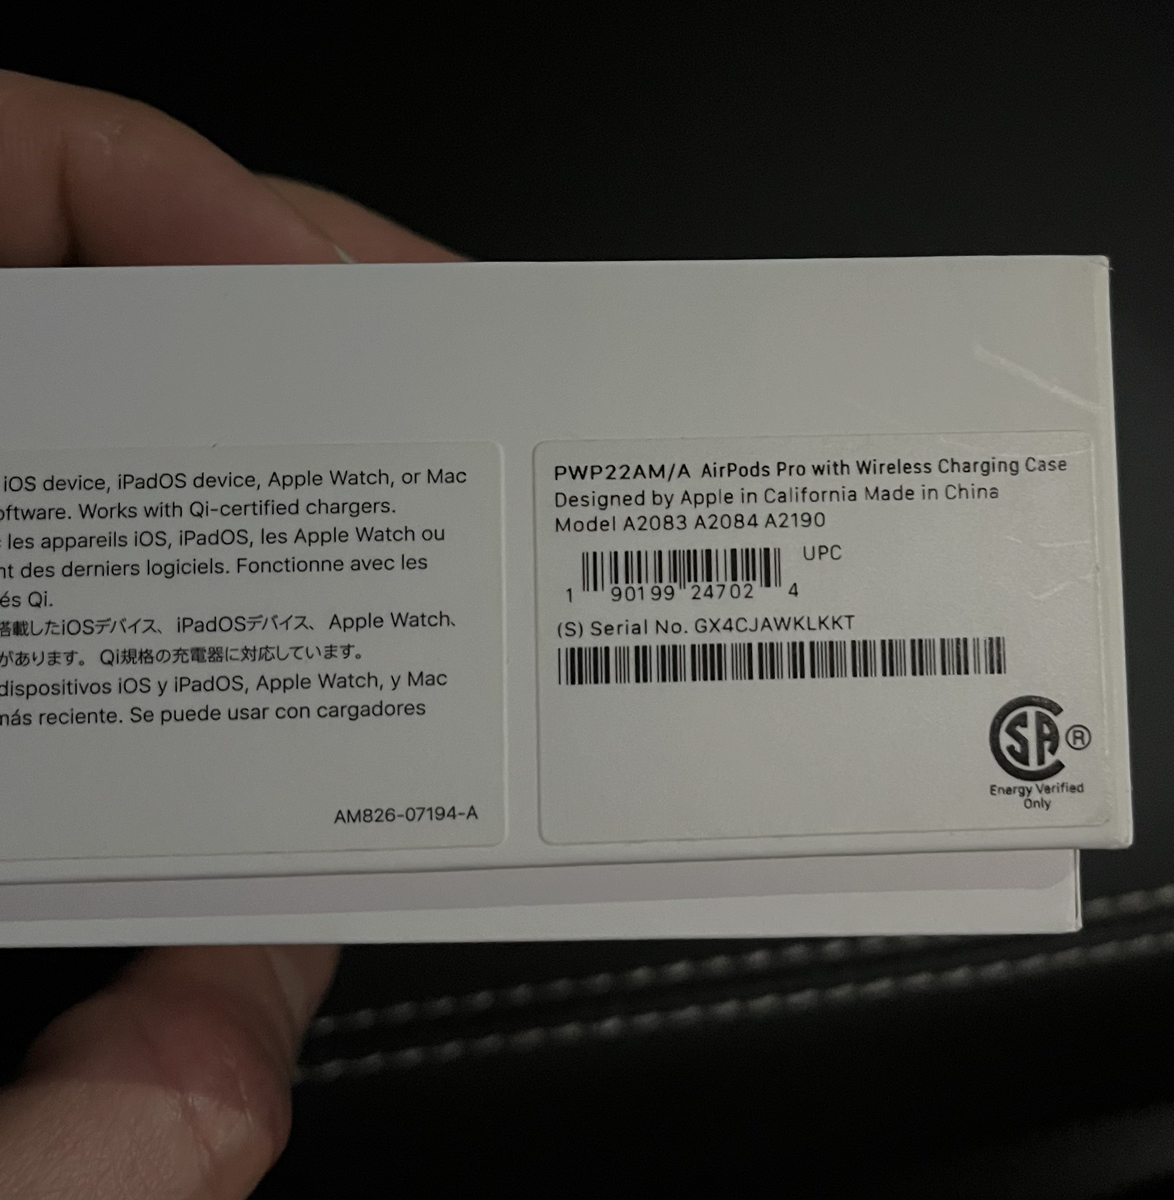 iOS device, iPadOS device, Apple Watch, or Mac
oftware. Works with Qi-certified chargers.
les appareils iOS, iPadOS, les Apple Watch ou
nt des derniers logiciels. Fonctionne avec les
és Qi.
搭載したiOSデバイス、iPadOSデバイス、Apple Watch、
があります。Qi規格の充電器に対応しています。
dispositivos iOS y iPadOS, Apple Watch, y Mac
más reciente. Se puede usar con cargadores
AM826-07194-A
PWP22AM/A AirPods Pro with Wireless Charging Case
Designed by Apple in California Made in China
Model A2083 A2084 A2190
UPC
1 90199 24702 4
(S) Serial No. GX4CJAWKLKKT
SA ®
Energy Verified
Only